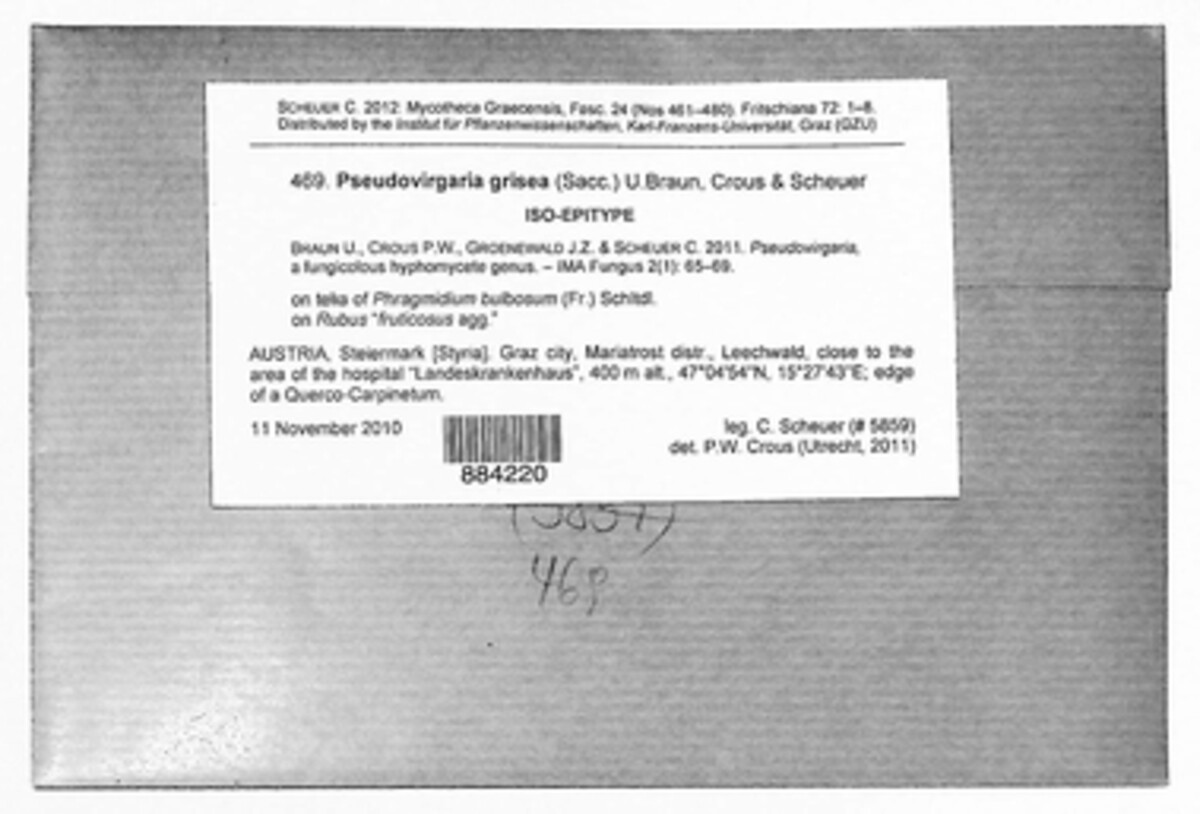 SCHEUER C. 2012: Mycotheca Graecensis, Fasc. 24 (Nos 461–480). Fritschiana 72: 1–8.
Distributed by the Institut für Pflanzenwissenschaften, Karl-Franzens-Universität, Graz (GZU)
469. Pseudovirgaria grisea (Sacc.) U.Braun, Crous & Scheuer
ISO-EPITYPE
BRAUN U., CROUS P.W., GROENEWALD J.Z. & SCHEUER C. 2011. Pseudovirgaria,
a fungicolous hyphomycete genus. – IMA Fungus 2(1): 65–69.
on telia of Phragmidium bulbosum (Fr.) Schltdl.
on Rubus "fruticosus agg."
AUSTRIA, Steiermark [Styria]. Graz city, Mariatrost distr., Leechwald, close to the
area of the hospital "Landeskrankenhaus", 400 m alt., 47°04'54"N, 15°27'43"E; edge
of a Querco-Carpinetum.
11 November 2010
leg. C. Scheuer (# 5859)
det. P.W. Crous (Utrecht, 2011)
884220
469